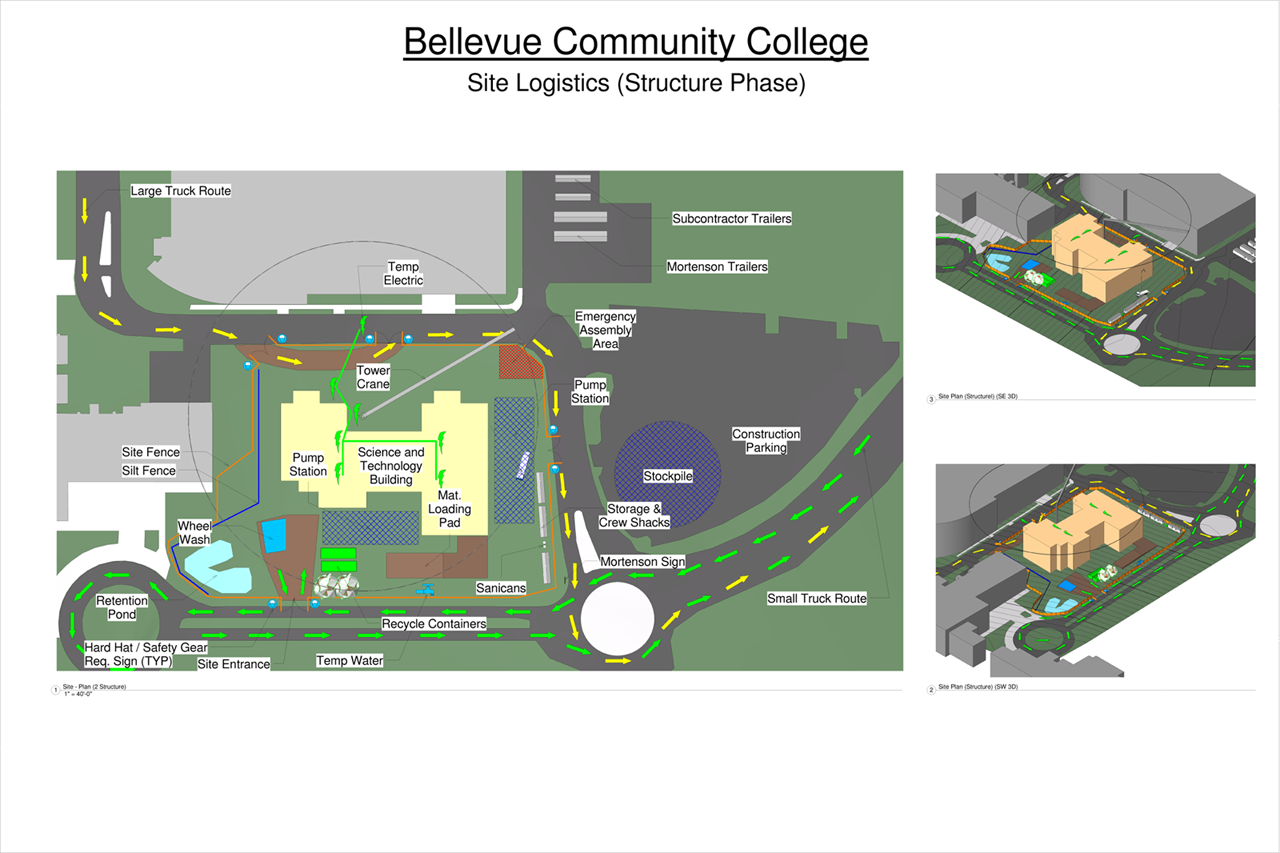 Bellevue Community College
Site Logistics (Structure Phase)
Large Truck Route
Subcontractor Trailers
Mortenson Trailers
Temp
Electric
Emergency
Assembly
Area
Tower
Crane
Pump
Station
Construction
Parking
Site Fence
Silt Fence
Pump
Station
Science and
Technology
Building
Stockpile
Mat.
Loading
Pad
Storage &
Crew Shacks
Wheel
Wash
Mortenson Sign
Sanicans
Small Truck Route
Retention
Pond
Recycle Containers
Hard Hat / Safety Gear
Req. Sign (TYP)
Site Entrance
Temp Water
1 Site - Plan (2 Structure)
1" = 40'-0"
3 Site Plan (Structurel) (SE 3D)
2 Site Plan (Structure) (SW 3D)